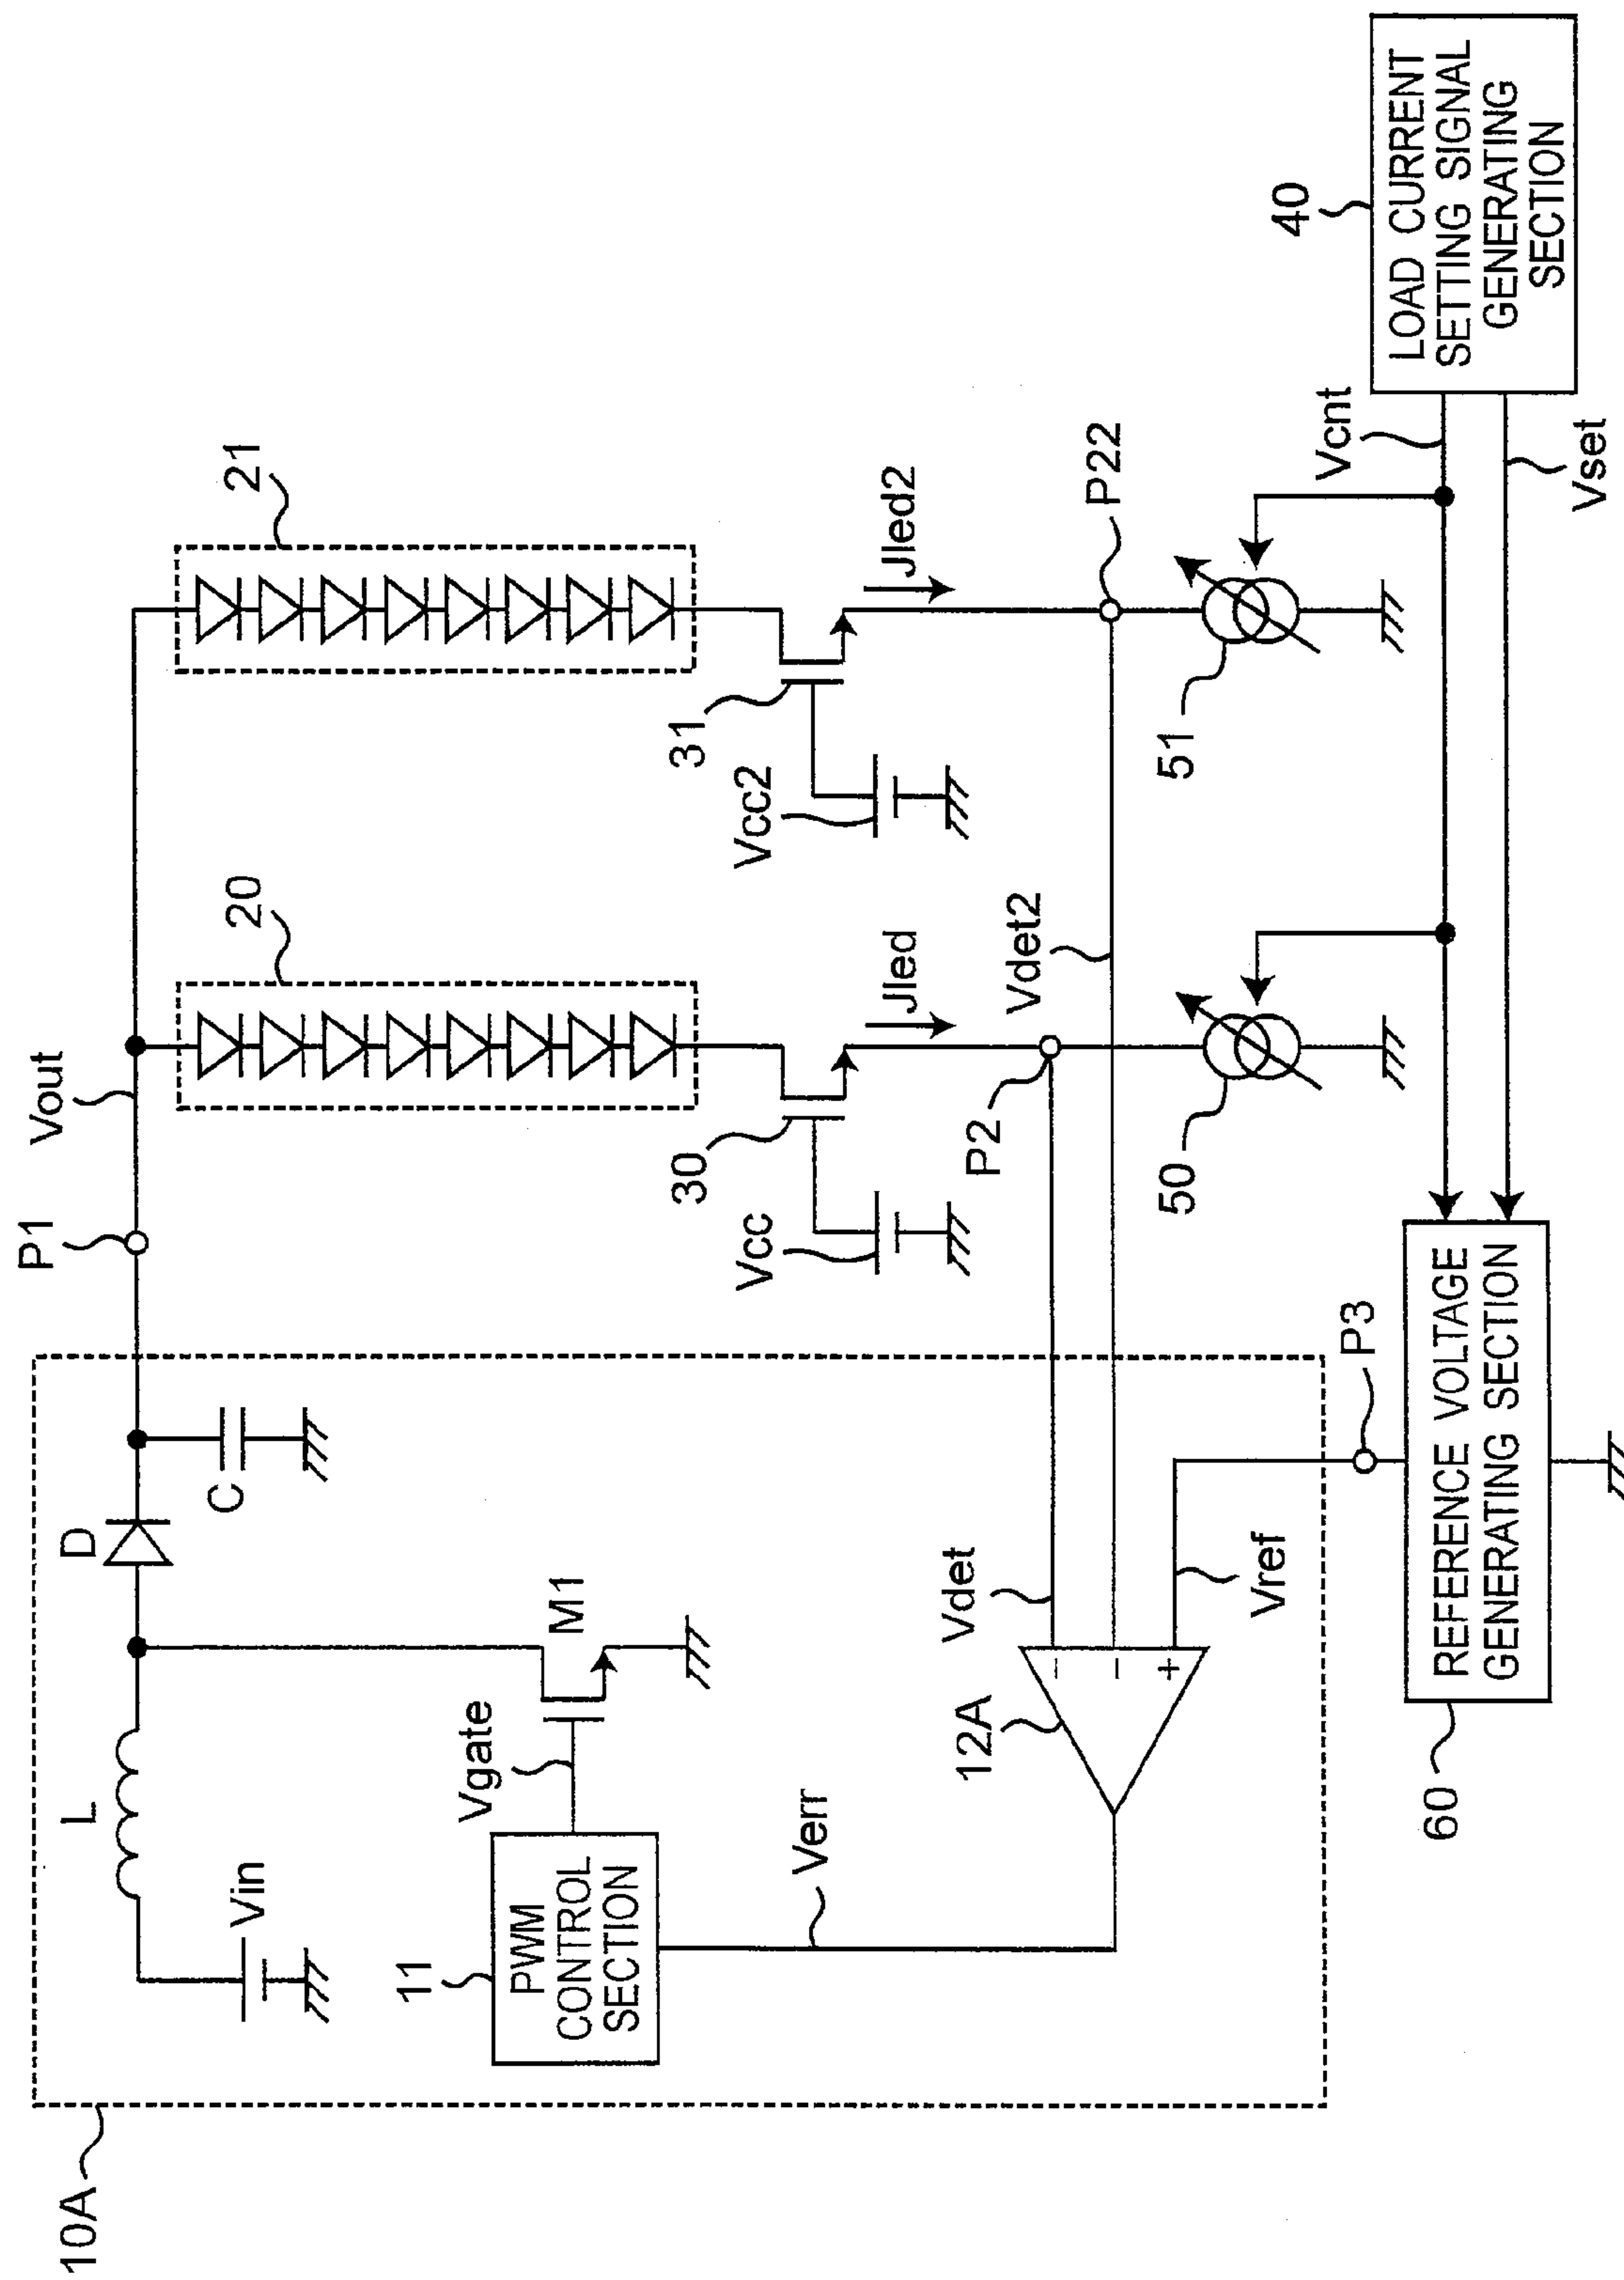 10A
L
D
P1
Vout
20
21
C
Vin
Vgate
M1
11
PWM
CONTROL
SECTION
Verr
12A
−
−
+
Vdet
Vref
Vcc
30
Jled
P2
Vdet2
Vcc2
31
Jled2
P22
50
51
Vcnt
Vset
40
LOAD CURRENT
SETTING SIGNAL
GENERATING
SECTION
P3
60
REFERENCE VOLTAGE
GENERATING SECTION